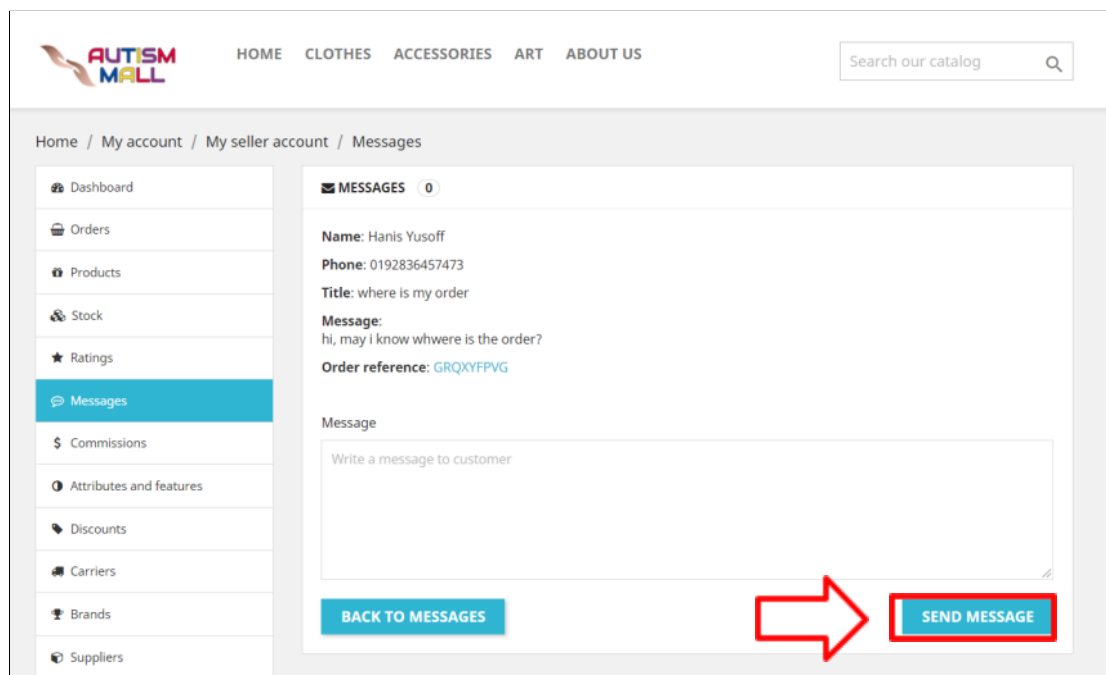 AUTISM
MALL
HOME CLOTHES ACCESSORIES ART ABOUT US
Search our catalog
Home / My account / My seller account / Messages
Dashboard
Orders
Products
Stock
Ratings
Messages
Commissions
Attributes and features
Discounts
Carriers
Brands
Suppliers
MESSAGES 0
Name: Hanis Yusoff
Phone: 0192836457473
Title: where is my order
Message:
hi, may i know whwere is the order?
Order reference: GRQXYFPVG
Message
Write a message to customer
BACK TO MESSAGES
SEND MESSAGE